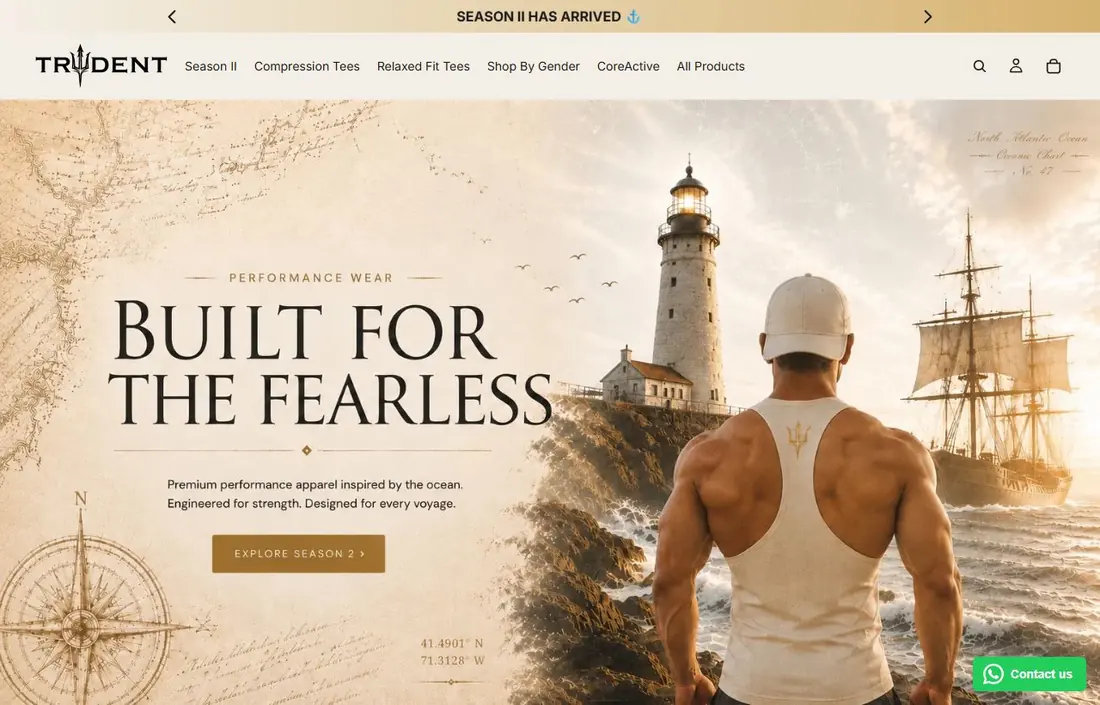 SEASON II HAS ARRIVED ⚓
TRIDENT
Season II
Compression Tees
Relaxed Fit Tees
Shop By Gender
CoreActive
All Products
North Atlantic Ocean
Oceanic Chart
No. 47
PERFORMANCE WEAR
BUILT FOR
THE FEARLESS
Premium performance apparel inspired by the ocean.
Engineered for strength. Designed for every voyage.
EXPLORE SEASON 2 ›
N
41.4901° N
71.3128° W
Contact us